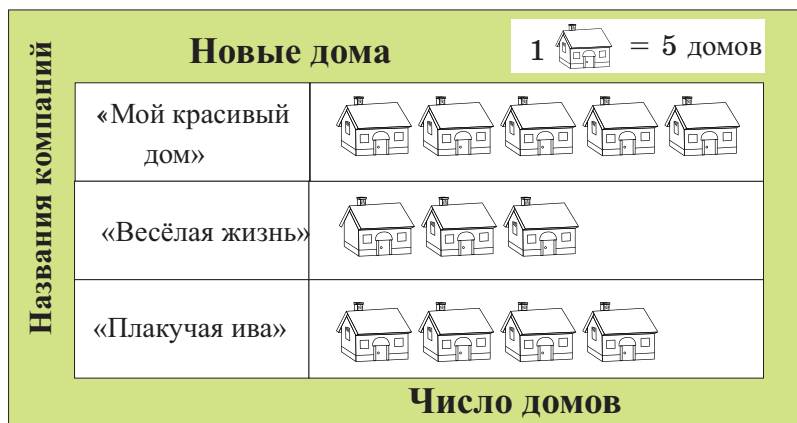 Названия компаний
Новые дома
1 = 5 домов
«Мой красивый
дом»
«Весёлая жизнь»
«Плакучая ива»
Число домов